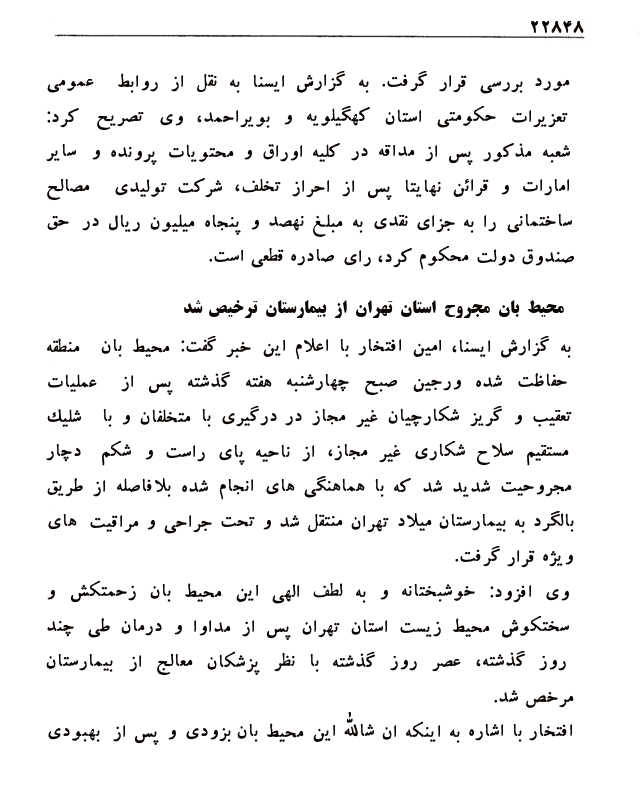 ۲۲۸۴۸
مورد بررسی قرار گرفت. به گزارش ایسنا به نقل از روابط عمومی
تعزیرات حکومتی استان کهگیلویه و بویراحمد، وی تصریح کرد:
شعبه مذکور پس از مداقه در کلیه اوراق و محتویات پرونده و سایر
امارات و قرائن نهایتا پس از احراز تخلف، شرکت تولیدی مصالح
ساختمانی را به جزای نقدی به مبلغ نهصد و پنجاه میلیون ریال در حق
صندوق دولت محکوم کرد، رای صادره قطعی است.
محیط بان مجروح استان تهران از بیمارستان ترخیص شد
به گزارش ایسنا، امین افتخار با اعلام این خبر گفت: محیط بان منطقه
حفاظت شده ورجین صبح چهارشنبه هفته گذشته پس از عملیات
تعقیب و گریز شکارچیان غیر مجاز در درگیری با متخلفان و با شلیك
مستقیم سلاح شکاری غیر مجاز، از ناحیه پای راست و شکم دچار
مجروحیت شدید شد که با هماهنگی های انجام شده بلافاصله از طریق
بالگرد به بیمارستان میلاد تهران منتقل شد و تحت جراحی و مراقیت های
ویژه قرار گرفت.
وی افزود: خوشبختانه و به لطف الهی این محیط بان زحمتکش و
سختکوش محیط زیست استان تهران پس از مداوا و درمان طی چند
روز گذشته، عصر روز گذشته با نظر پزشکان معالج از بیمارستان
مرخص شد.
افتخار با اشاره به اینکه ان شالله این محیط بان بزودی و پس از بهبودی